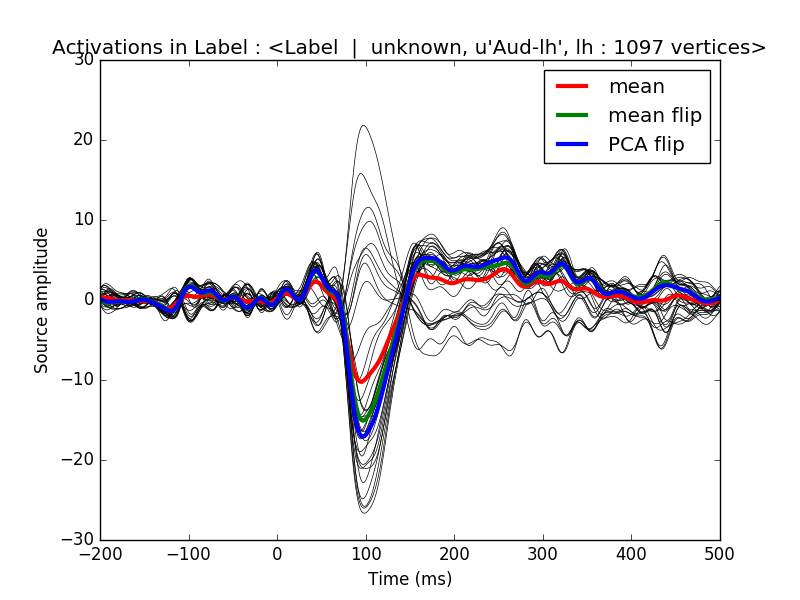 Activations in Label : <Label  |  unknown, u'Aud-lh', lh : 1097 vertices>
mean
mean flip
PCA flip
30
20
10
0
−10
−20
−30
Source amplitude
−200 −100 0 100 200 300 400 500
Time (ms)